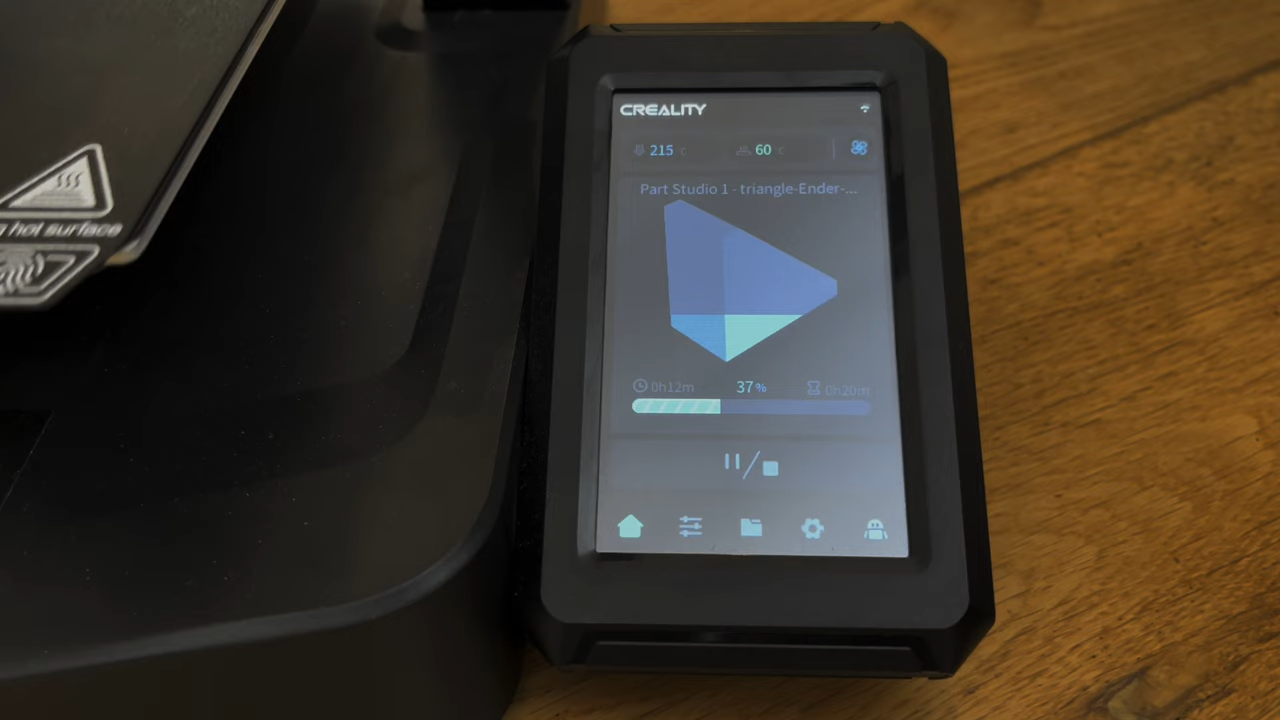 CREALITY
215 °C 60 °C
Part Studio 1 - triangle-Ender-...
0h12m 37% 0h20m
hot surface